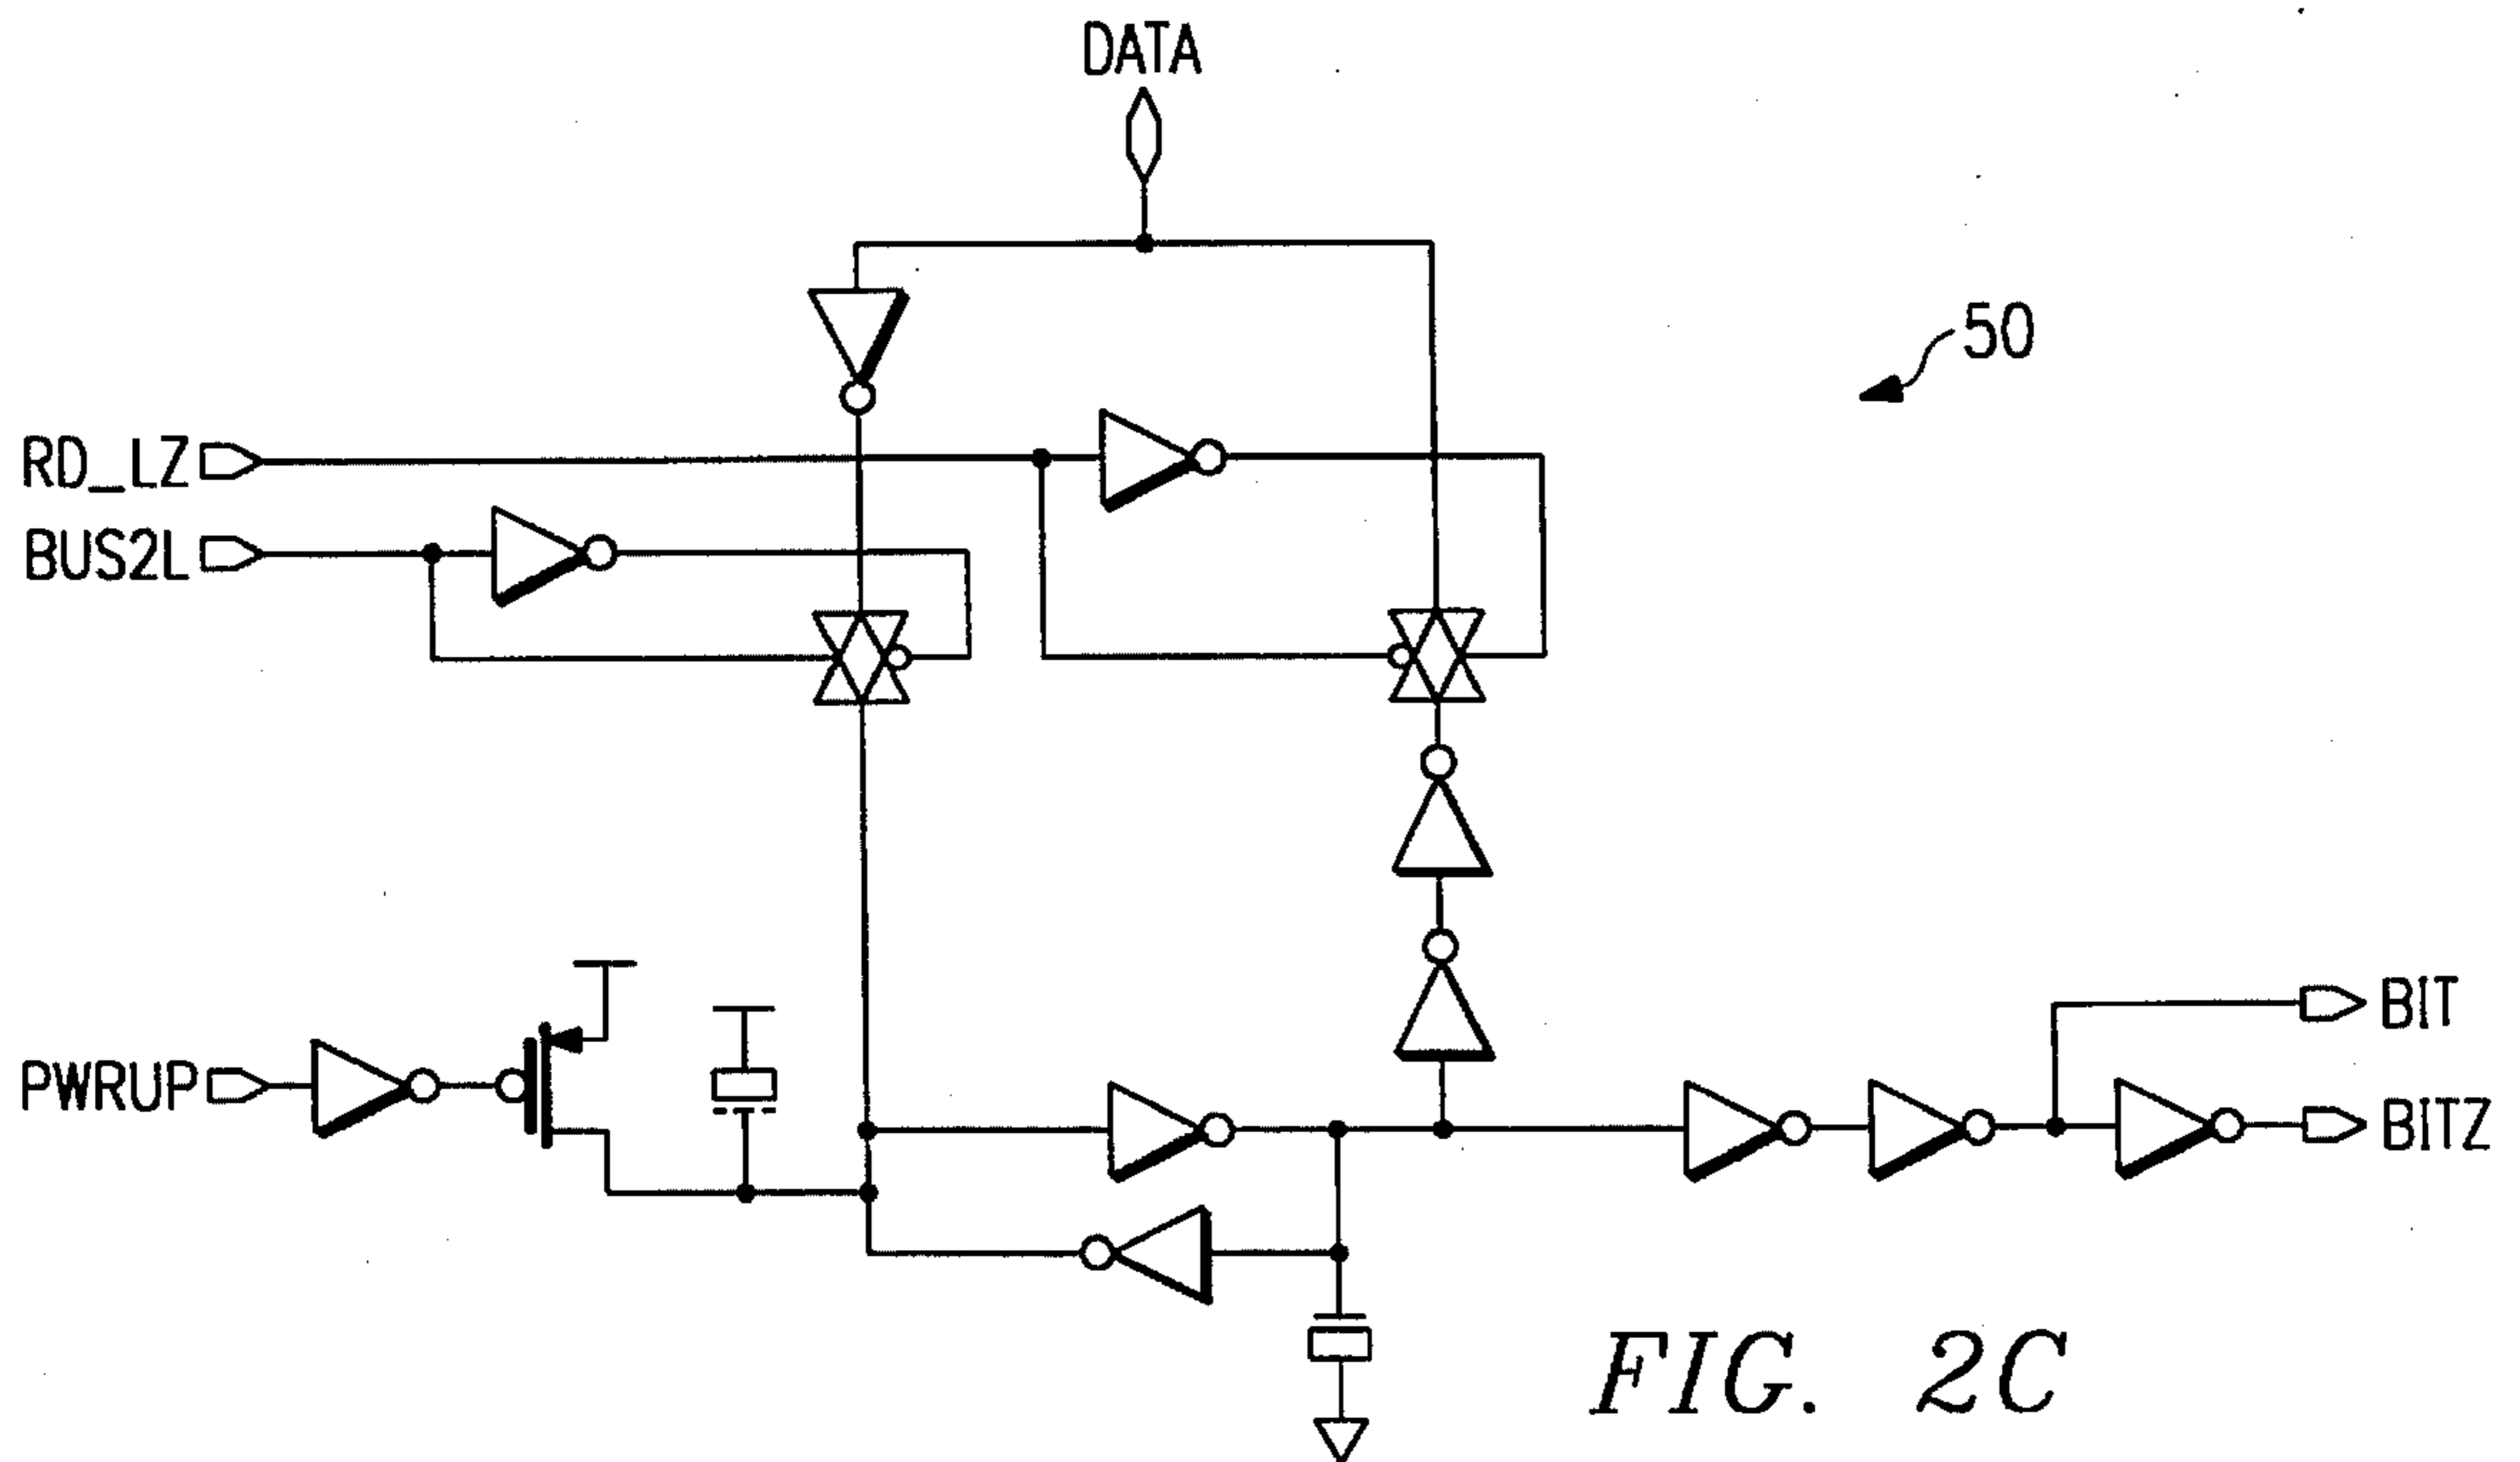 DATA
50
RD_LZ
BUS2L
BIT
PWRUP
BITZ
FIG. 2C